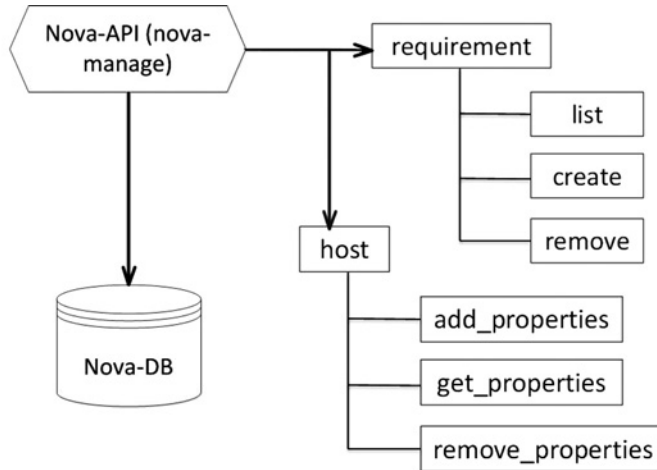 Nova-API (nova-
manage)
requirement
list
create
remove
host
add_properties
get_properties
remove_properties
Nova-DB